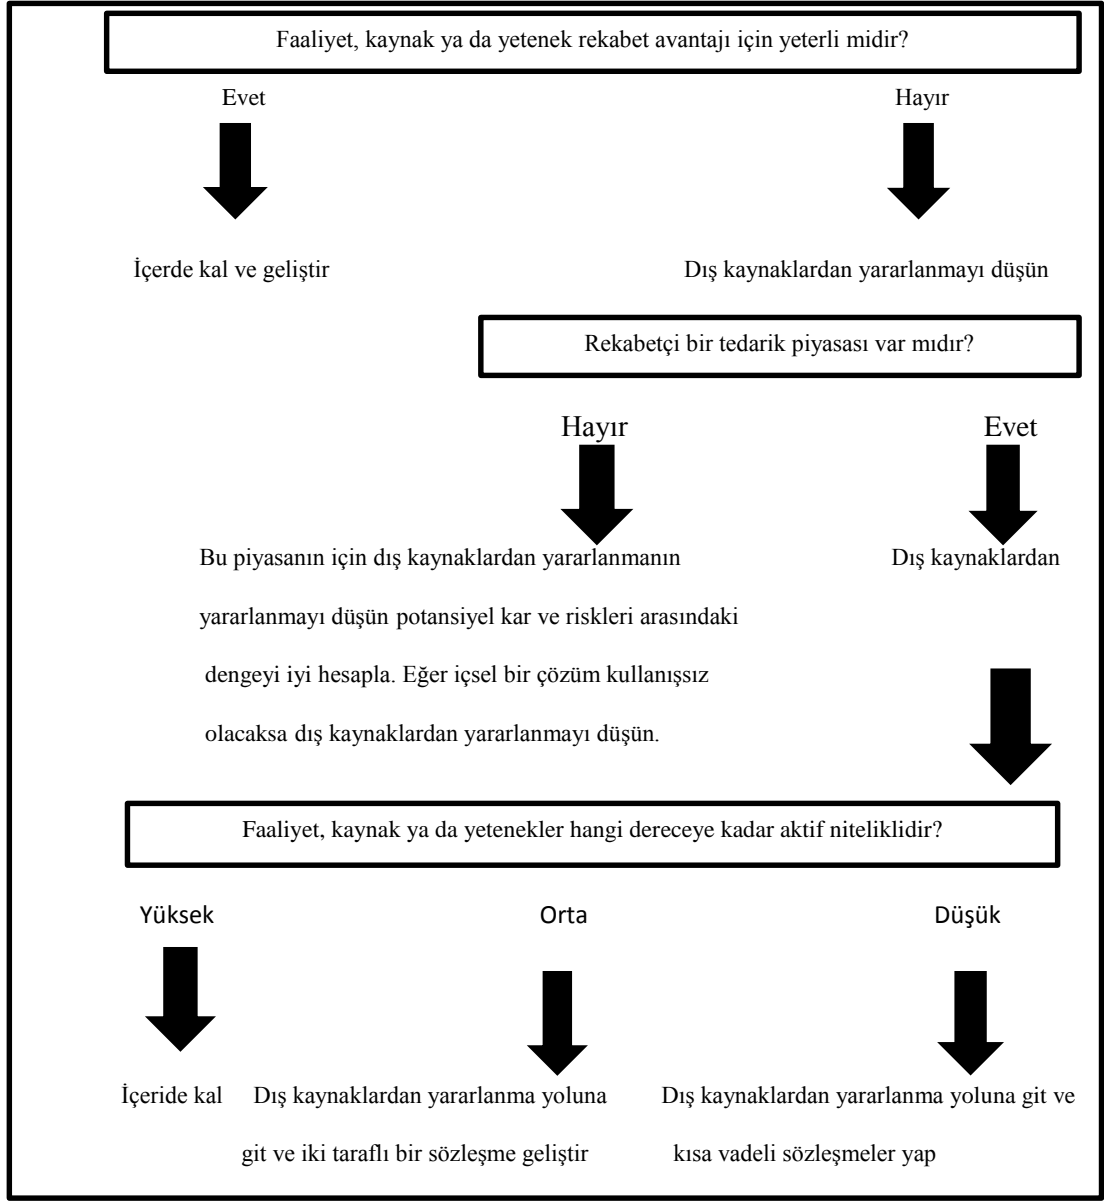 Faaliyet, kaynak ya da yetenek rekabet avantajı için yeterli midir?
Evet
Hayır
İçerde kal ve geliştir
Dış kaynaklardan yararlanmayı düşün
Rekabetçi bir tedarik piyasası var mıdır?
Hayır
Evet
Bu piyasanın için dış kaynaklardan yararlanmanın
Dış kaynaklardan
yararlanmayı düşün potansiyel kar ve riskleri arasındaki
dengeyi iyi hesapla. Eğer içsel bir çözüm kullanışsız
olacaksa dış kaynaklardan yararlanmayı düşün.
Faaliyet, kaynak ya da yetenekler hangi dereceye kadar aktif niteliklidir?
Yüksek
Orta
Düşük
İçeride kal
Dış kaynaklardan yararlanma yoluna
git ve iki taraflı bir sözleşme geliştir
Dış kaynaklardan yararlanma yoluna git ve
kısa vadeli sözleşmeler yap